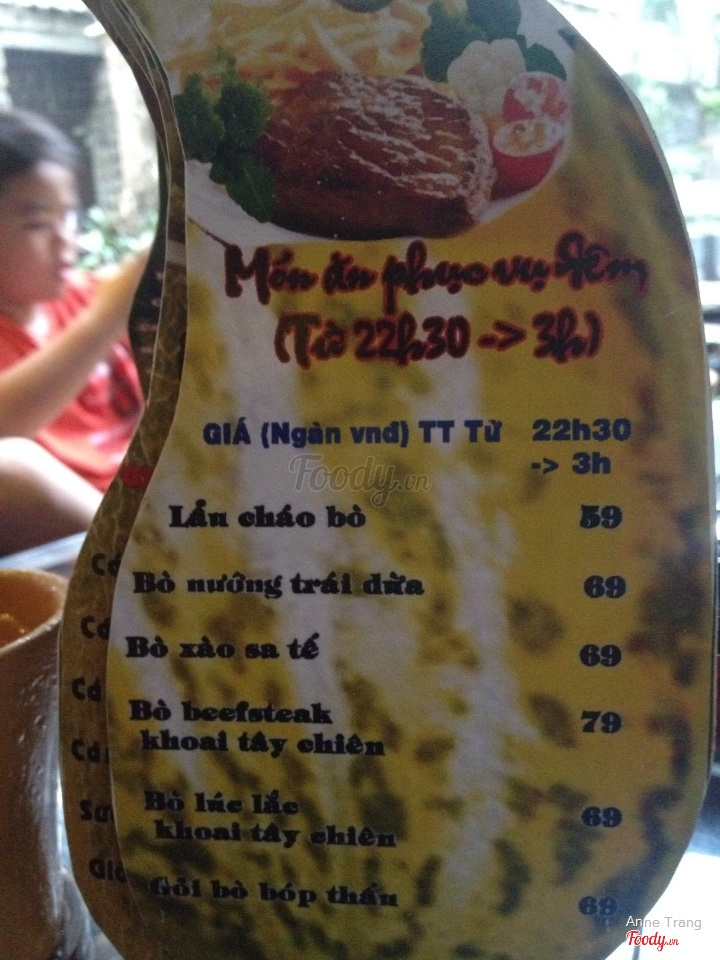 Món ăn phục vụ đêm
(Từ 22h30 -> 3h)
GIÁ (Ngàn vnđ) TT Từ 22h30
-> 3h
Foody.vn
Lẩu cháo bò 59
Bò nướng trái dừa 69
Bò xào sa tế 69
Bò beefsteak
khoai tây chiên 79
Bò lúc lắc
khoai tây chiên 69
Gỏi bò bóp thấu 69
Anne Trang
Foody.vn